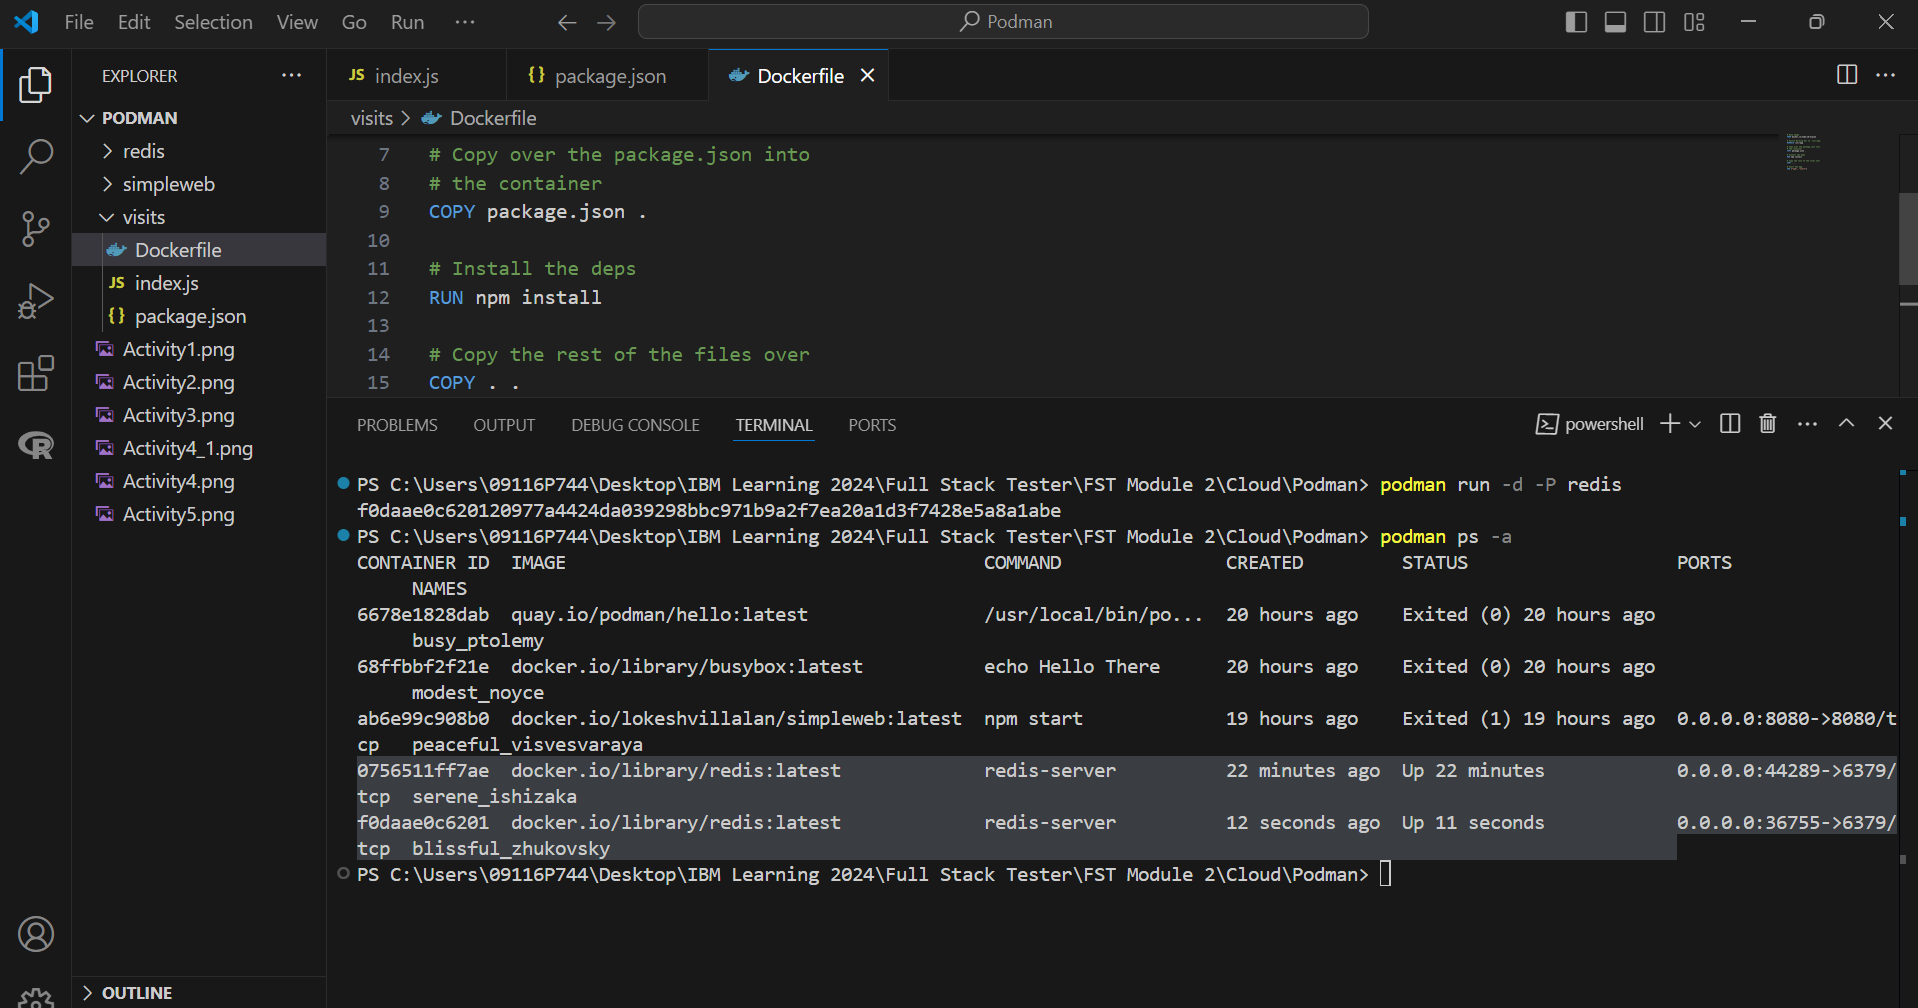 File Edit Selection View Go Run ··· Podman
EXPLORER ···
PODMAN
redis
simpleweb
visits
Dockerfile
JS index.js
{} package.json
Activity1.png
Activity2.png
Activity3.png
Activity4_1.png
Activity4.png
Activity5.png
OUTLINE
JS index.js {} package.json Dockerfile
visits > Dockerfile
7 # Copy over the package.json into
8 # the container
9 COPY package.json .
10
11 # Install the deps
12 RUN npm install
13
14 # Copy the rest of the files over
15 COPY . .
PROBLEMS OUTPUT DEBUG CONSOLE TERMINAL PORTS powershell
PS C:\Users\09116P744\Desktop\IBM Learning 2024\Full Stack Tester\FST Module 2\Cloud\Podman> podman run -d -P redis
f0daae0c620120977a4424da039298bbc971b9a2f7ea20a1d3f7428e5a8a1abe
PS C:\Users\09116P744\Desktop\IBM Learning 2024\Full Stack Tester\FST Module 2\Cloud\Podman> podman ps -a
CONTAINER ID IMAGE COMMAND CREATED STATUS PORTS
NAMES
6678e1828dab quay.io/podman/hello:latest /usr/local/bin/po... 20 hours ago Exited (0) 20 hours ago
busy_ptolemy
68ffbbf2f21e docker.io/library/busybox:latest echo Hello There 20 hours ago Exited (0) 20 hours ago
modest_noyce
ab6e99c908b0 docker.io/lokeshvillalan/simpleweb:latest npm start 19 hours ago Exited (1) 19 hours ago 0.0.0.0:8080->8080/t
cp peaceful_visvesvaraya
0756511ff7ae docker.io/library/redis:latest redis-server 22 minutes ago Up 22 minutes 0.0.0.0:44289->6379/
tcp serene_ishizaka
f0daae0c6201 docker.io/library/redis:latest redis-server 12 seconds ago Up 11 seconds 0.0.0.0:36755->6379/
tcp blissful_zhukovsky
PS C:\Users\09116P744\Desktop\IBM Learning 2024\Full Stack Tester\FST Module 2\Cloud\Podman>